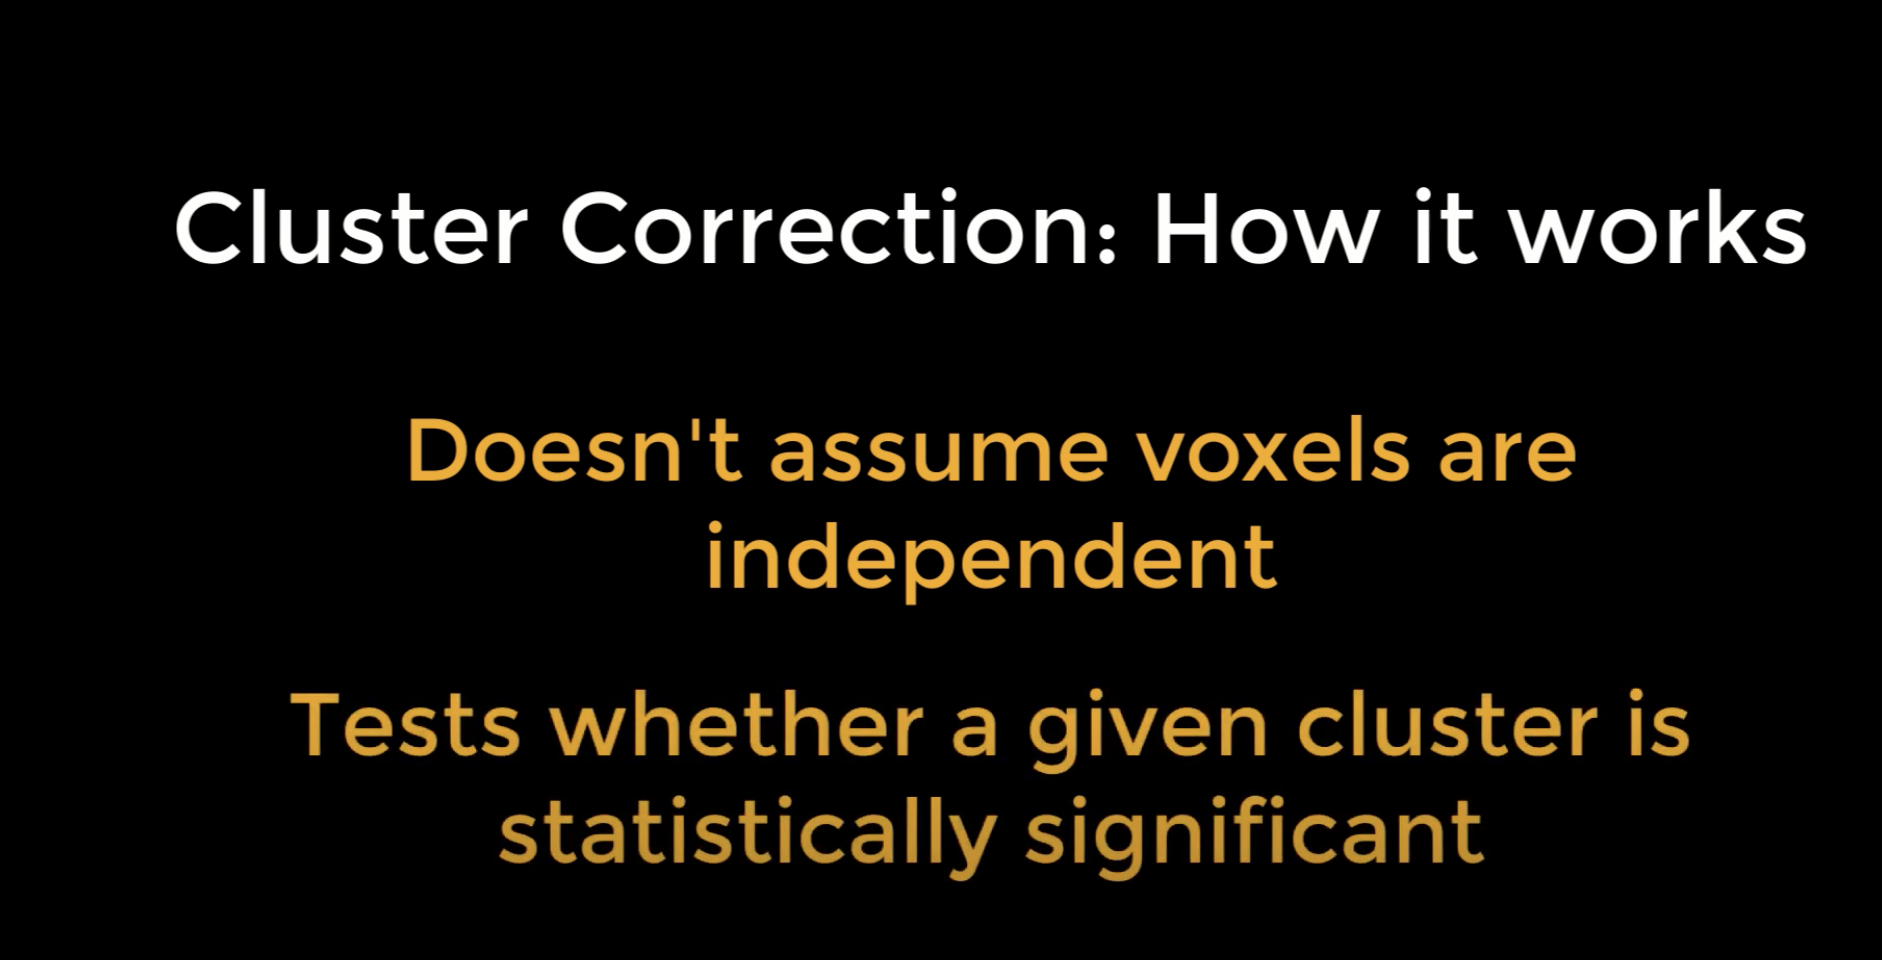 Cluster Correction: How it works
Doesn't assume voxels are
independent
Tests whether a given cluster is
statistically significant